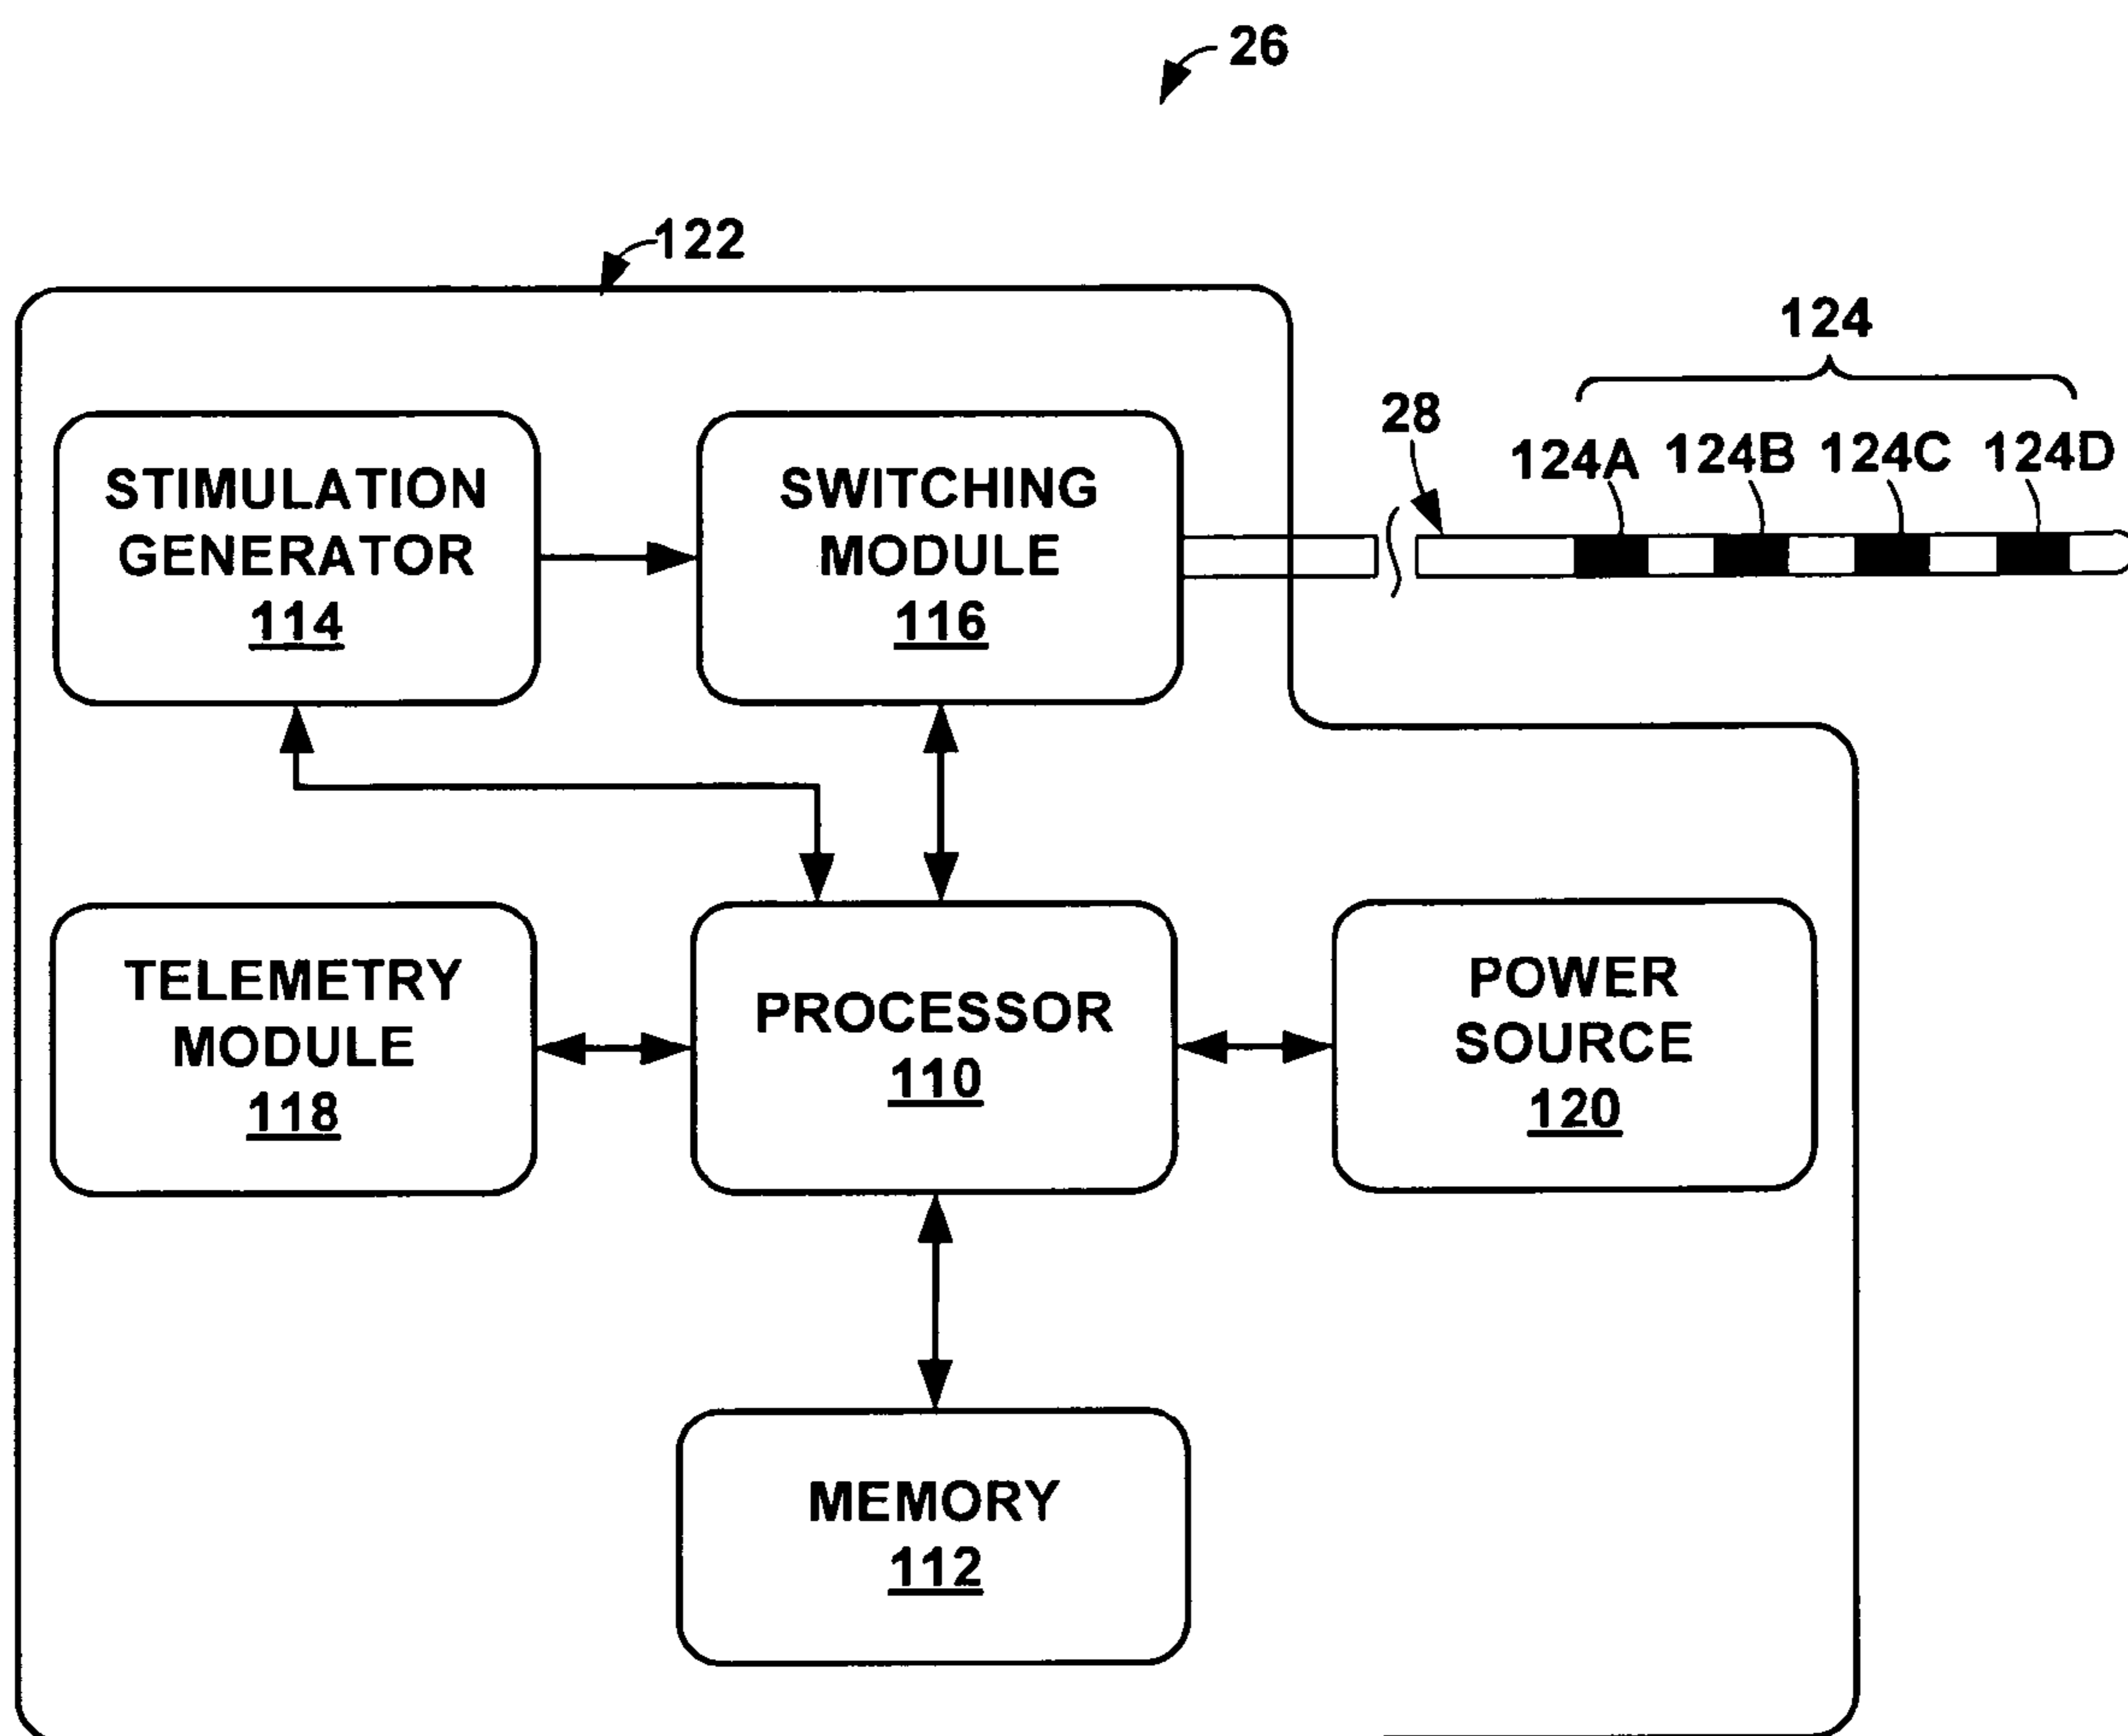 26
122
124
28
124A 124B 124C 124D
STIMULATION
GENERATOR
114
SWITCHING
MODULE
116
TELEMETRY
MODULE
118
PROCESSOR
110
POWER
SOURCE
120
MEMORY
112